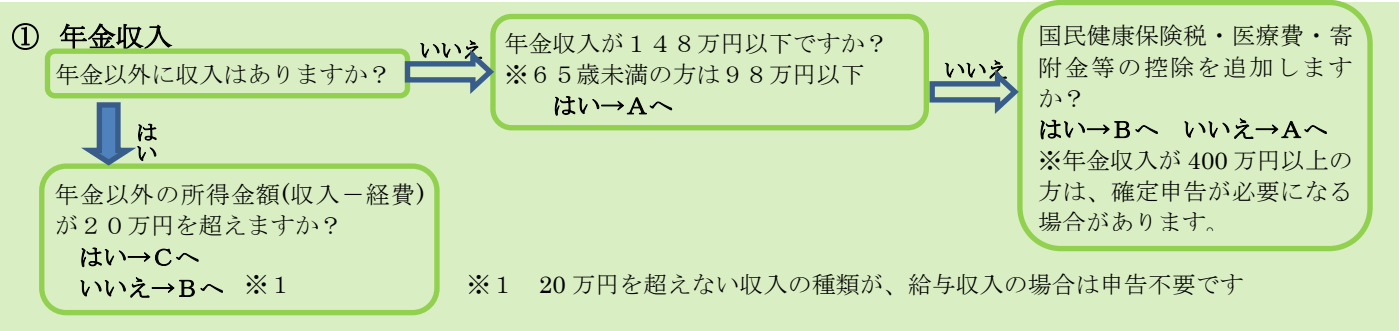 ① 年金収入
年金以外に収入はありますか？
いいえ
はい
年金収入が１４８万円以下ですか？
※６５歳未満の方は９８万円以下
はい→Ａへ
いいえ
国民健康保険税・医療費・寄
附金等の控除を追加します
か？
はい→Ｂへ　いいえ→Ａへ
※年金収入が 400 万円以上の
方は、確定申告が必要になる
場合があります。
年金以外の所得金額(収入－経費)
が２０万円を超えますか？
はい→Ｃへ
いいえ→Ｂへ　※１
※１　20 万円を超えない収入の種類が、給与収入の場合は申告不要です